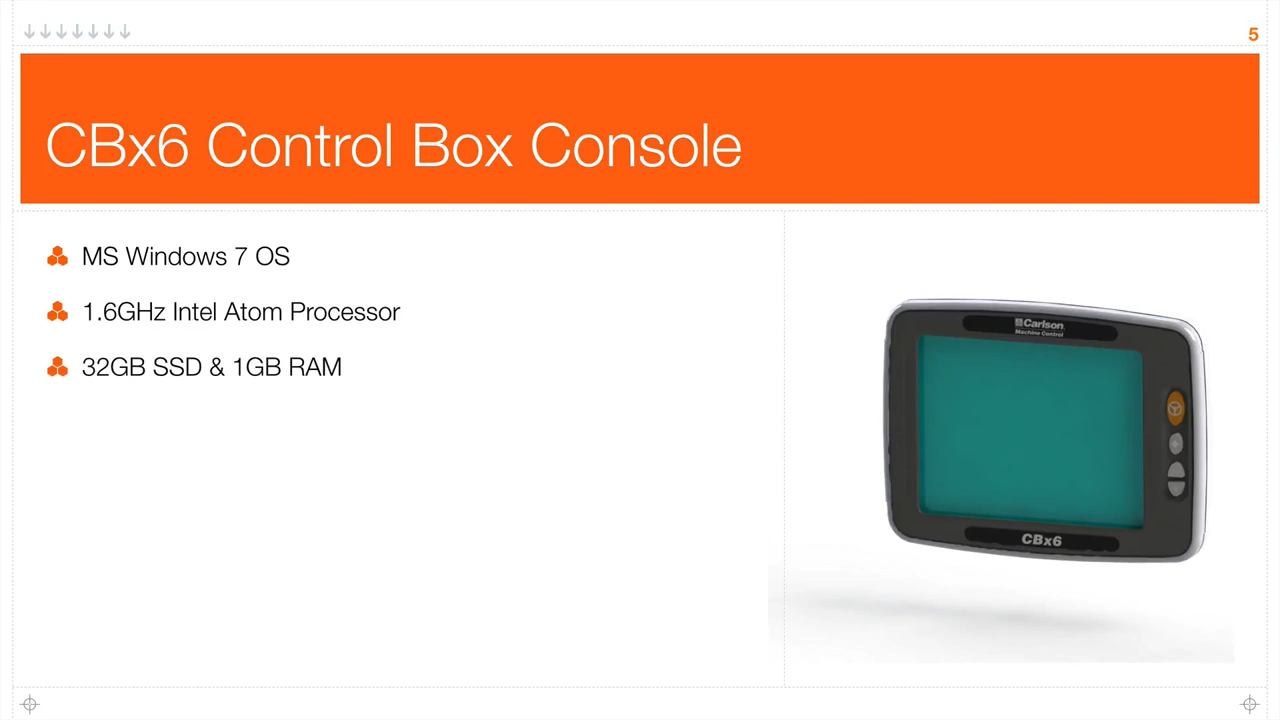 5
CBx6 Control Box Console
MS Windows 7 OS
1.6GHz Intel Atom Processor
32GB SSD & 1GB RAM
Carlson
Machine Control
CBx6